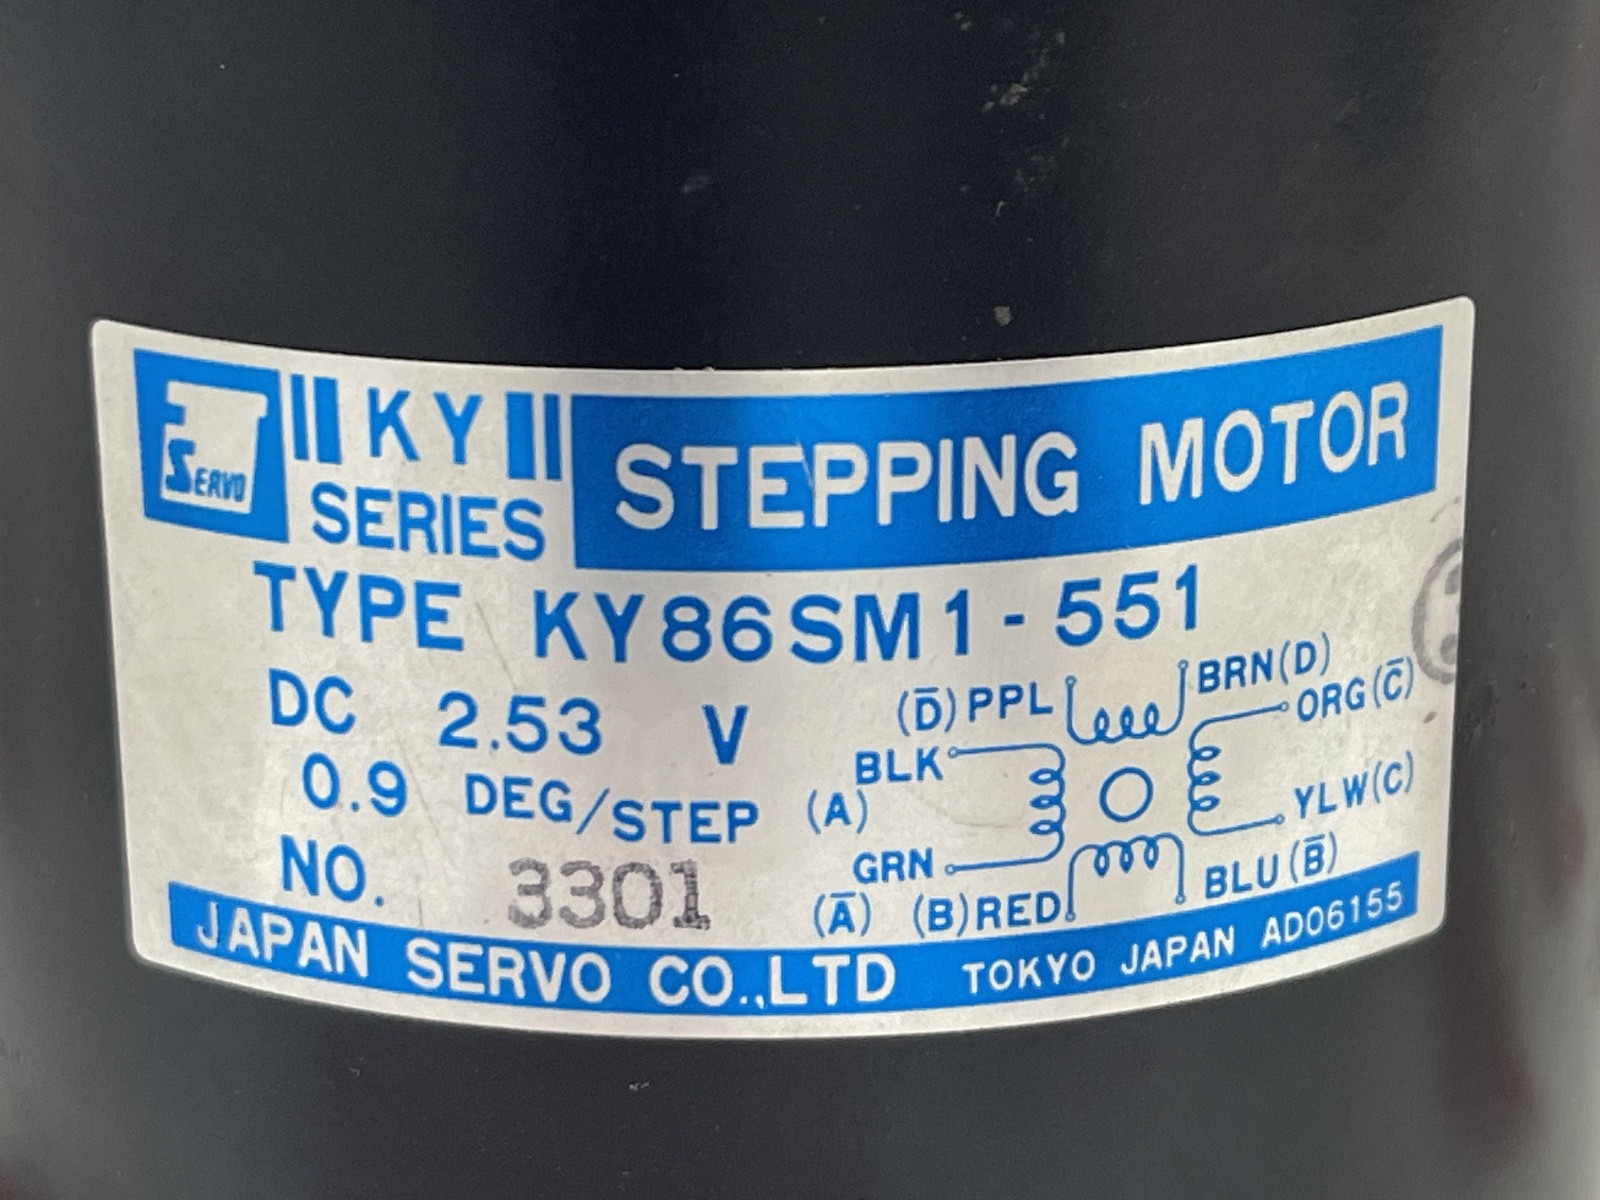 SERVO
KY
SERIES
STEPPING MOTOR
TYPE KY86SM1-551
DC 2.53 V
0.9 DEG/STEP
NO. 3301
(D̅) PPL
BRN(D)
ORG(C̅)
BLK
(A)
YLW(C)
GRN
(A̅)
(B)RED
BLU(B̅)
JAPAN SERVO CO.,LTD TOKYO JAPAN AD06155